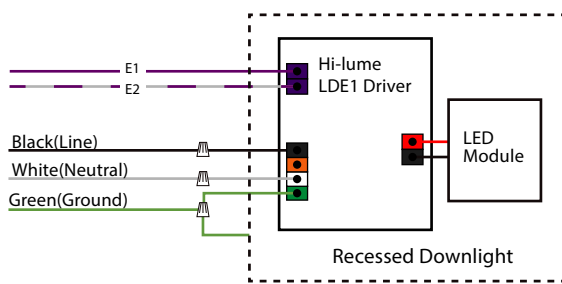 Hi-lume
LDE1 Driver
E1
E2
Black(Line)
White(Neutral)
Green(Ground)
LED
Module
Recessed Downlight